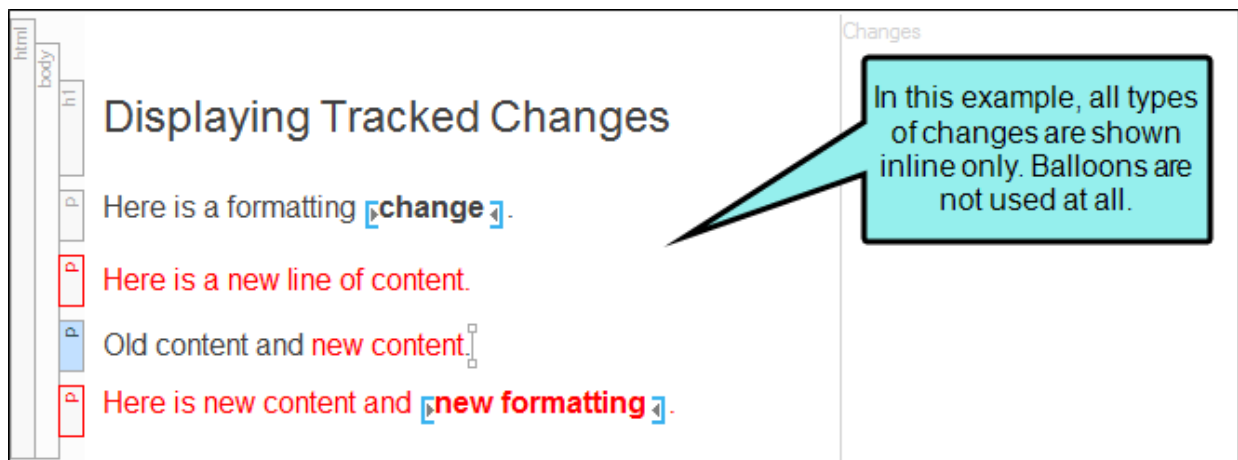 html
body
h1
Changes
Displaying Tracked Changes
In this example, all types
of changes are shown
inline only. Balloons are
not used at all.
p
Here is a formatting change.
p
Here is a new line of content.
p
Old content and new content.
p
Here is new content and new formatting.